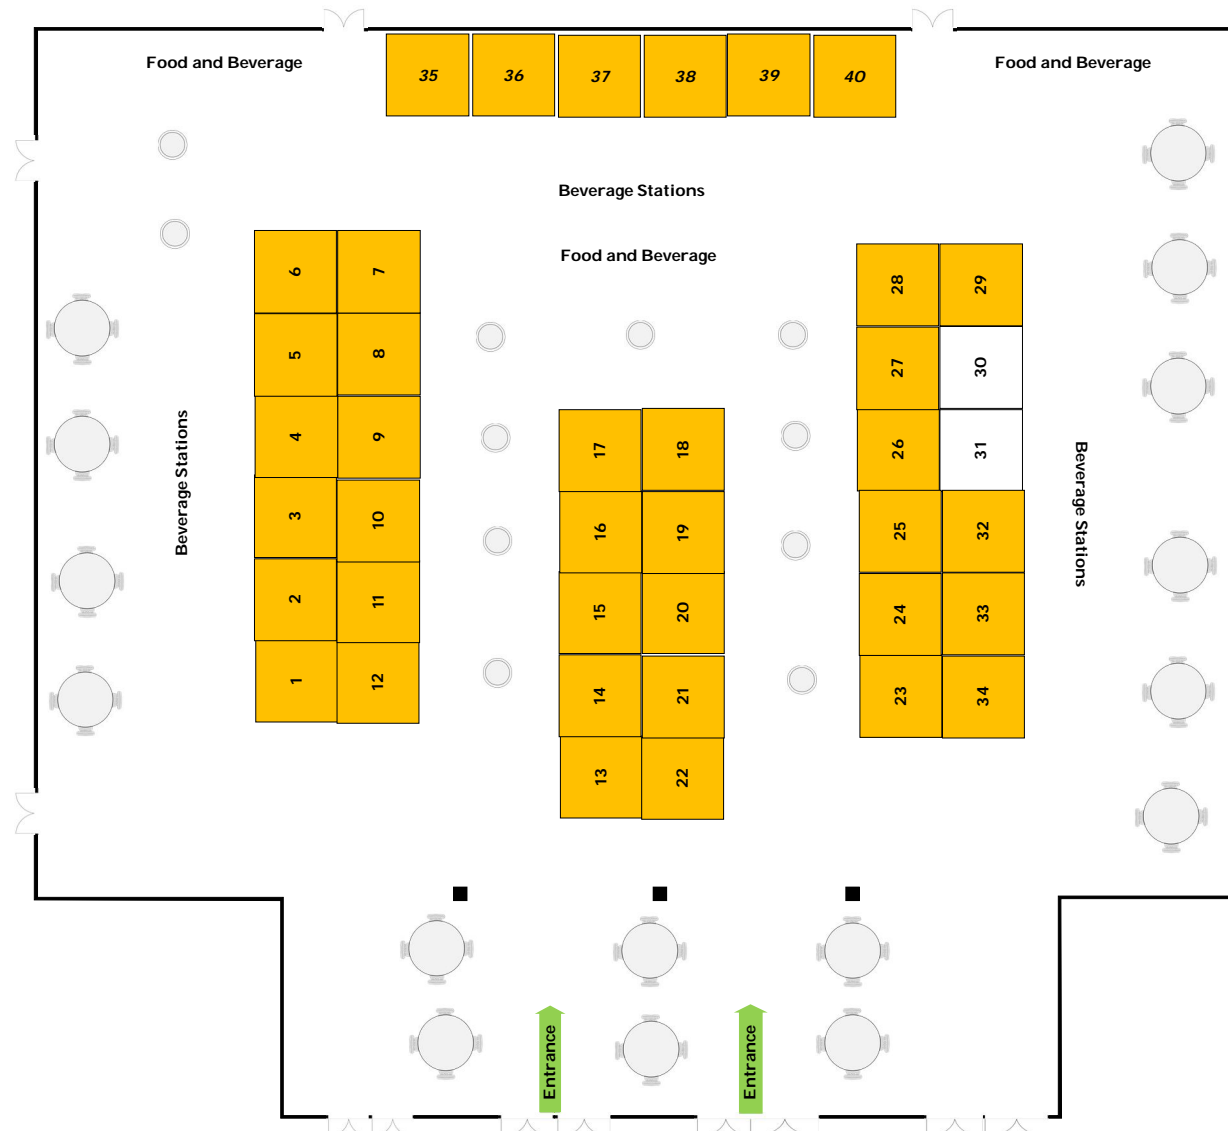 Food and Beverage
Food and Beverage
35 36 37 38 39 40
Beverage Stations
Food and Beverage
6 7
5 8
4 9
3 10
2 11
1 12
Beverage Stations
17 18
16 19
15 20
14 21
13 22
28 29
27 30
26 31
25 32
24 33
23 34
Beverage Stations
Entrance
Entrance